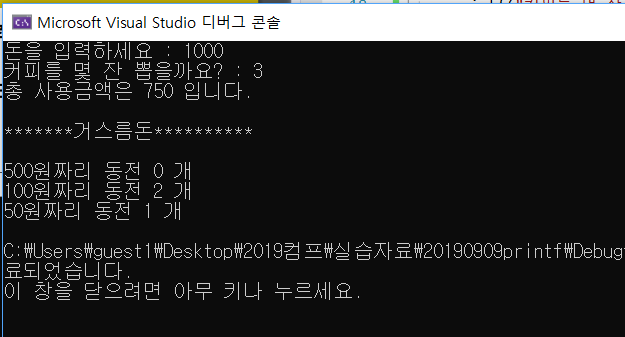 Microsoft Visual Studio 디버그 콘솔
돈을 입력하세요 : 1000
커피를 몇 잔 뽑을까요? : 3
총 사용금액은 750 입니다.
*******거스름돈**********
500원짜리 동전 0 개
100원짜리 동전 2 개
50원짜리 동전 1 개
C:\Users\guest1\Desktop\2019컴프\실습자료\20190909printf\Debug
료되었습니다.
이 창을 닫으려면 아무 키나 누르세요.